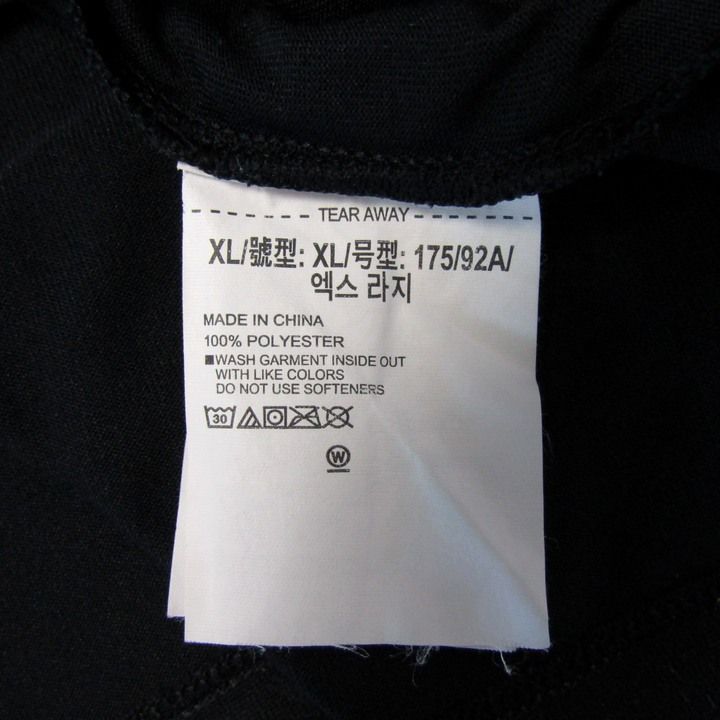 TEAR AWAY
XL/號型: XL/号型: 175/92A/
엑스 라지
MADE IN CHINA
100% POLYESTER
■WASH GARMENT INSIDE OUT
WITH LIKE COLORS
DO NOT USE SOFTENERS
30
W